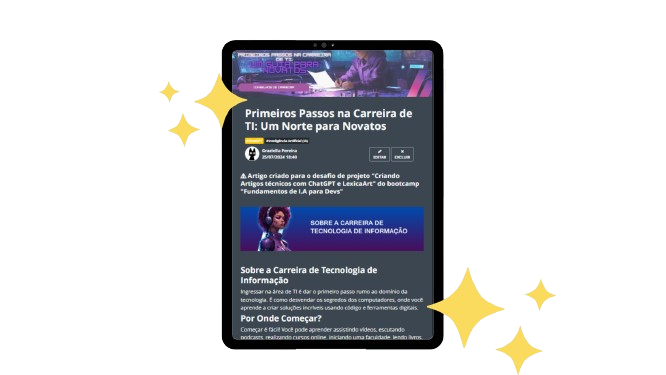 PRIMEIROS PASSOS NA CARREIRA
DE TI:
UM NORTE PARA
NOVATOS
Primeiros Passos na Carreira de
TI: Um Norte para Novatos
Inteligência Artificial (IA)
Graziella Pereira
25/07/2024 16:40
EDITAR
EXCLUIR
⚠ Artigo criado para o desafio de projeto "Criando
Artigos técnicos com ChatGPT e LexicaArt" do bootcamp
"Fundamentos de I.A para Devs"
SOBRE A CARREIRA DE
TECNOLOGIA DE INFORMAÇÃO
Sobre a Carreira de Tecnologia de
Informação
Ingressar na área de TI é dar o primeiro passo rumo ao domínio da
tecnologia. É como desvendar os segredos dos computadores, onde você
aprende a criar soluções incríveis usando código e ferramentas digitais.
Por Onde Começar?
Começar é fácil! Você pode aprender assistindo vídeos, escutando
podcasts, realizando cursos online, iniciando uma faculdade, lendo livros,